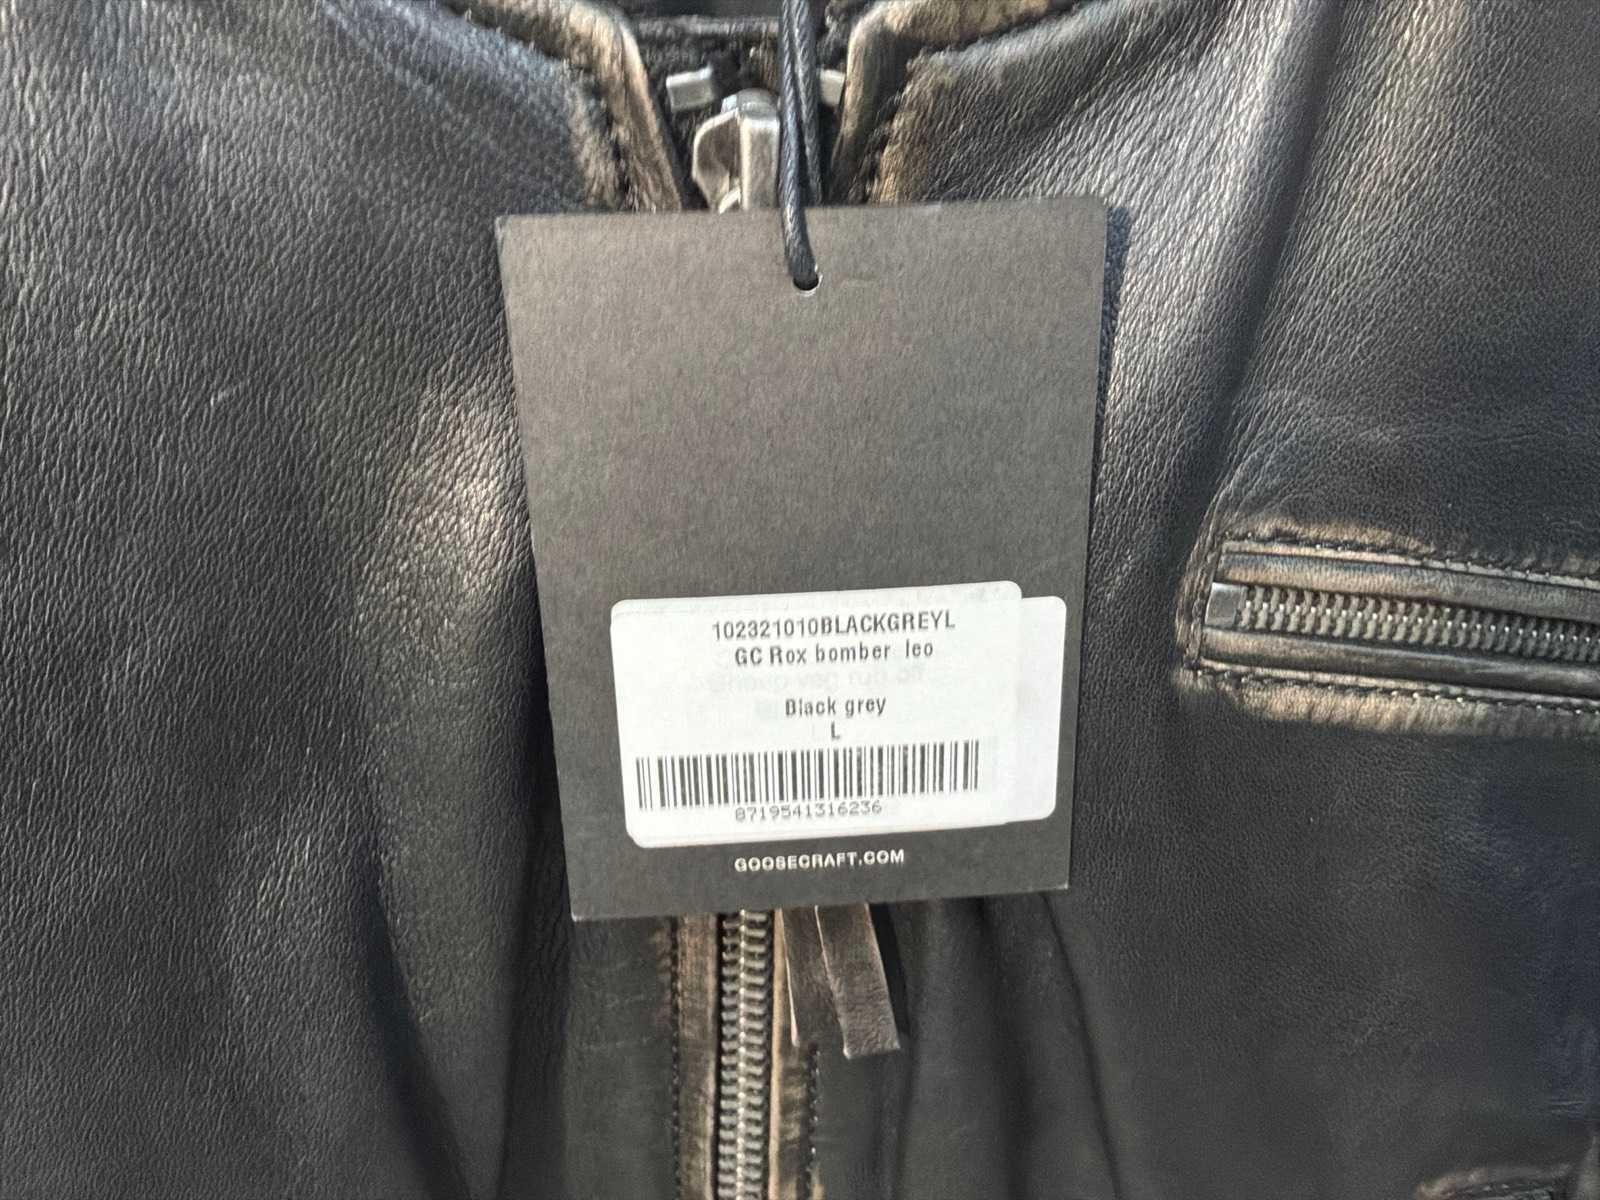 102321010BLACKGREYL
GC Rox bomber leo
Black grey
L
8719541316236
GOOSECRAFT.COM